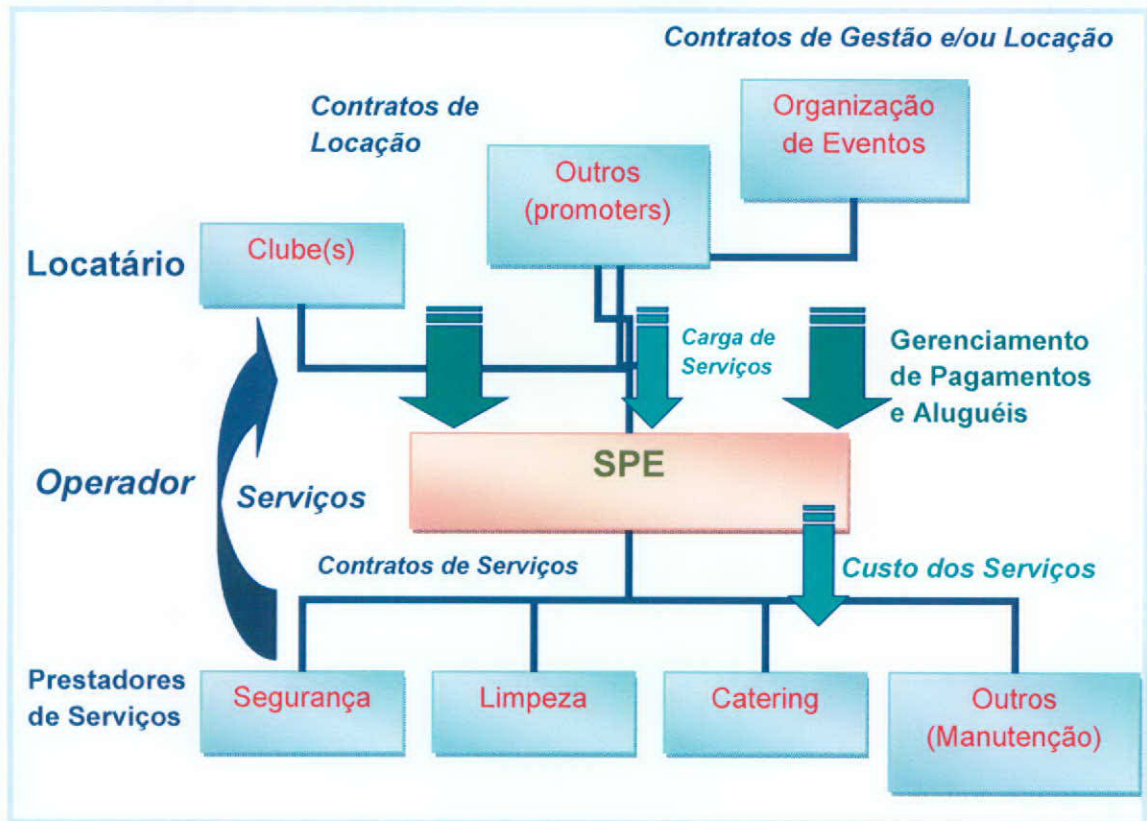 Contratos de Gestão e/ou Locação
Contratos de
Locação
Organização
de Eventos
Outros
(promoters)
Locatário
Clube(s)
Carga de
Serviços
Gerenciamento
de Pagamentos
e Aluguéis
SPE
Operador
Serviços
Contratos de Serviços
Custo dos Serviços
Prestadores
de Serviços
Segurança
Limpeza
Catering
Outros
(Manutenção)